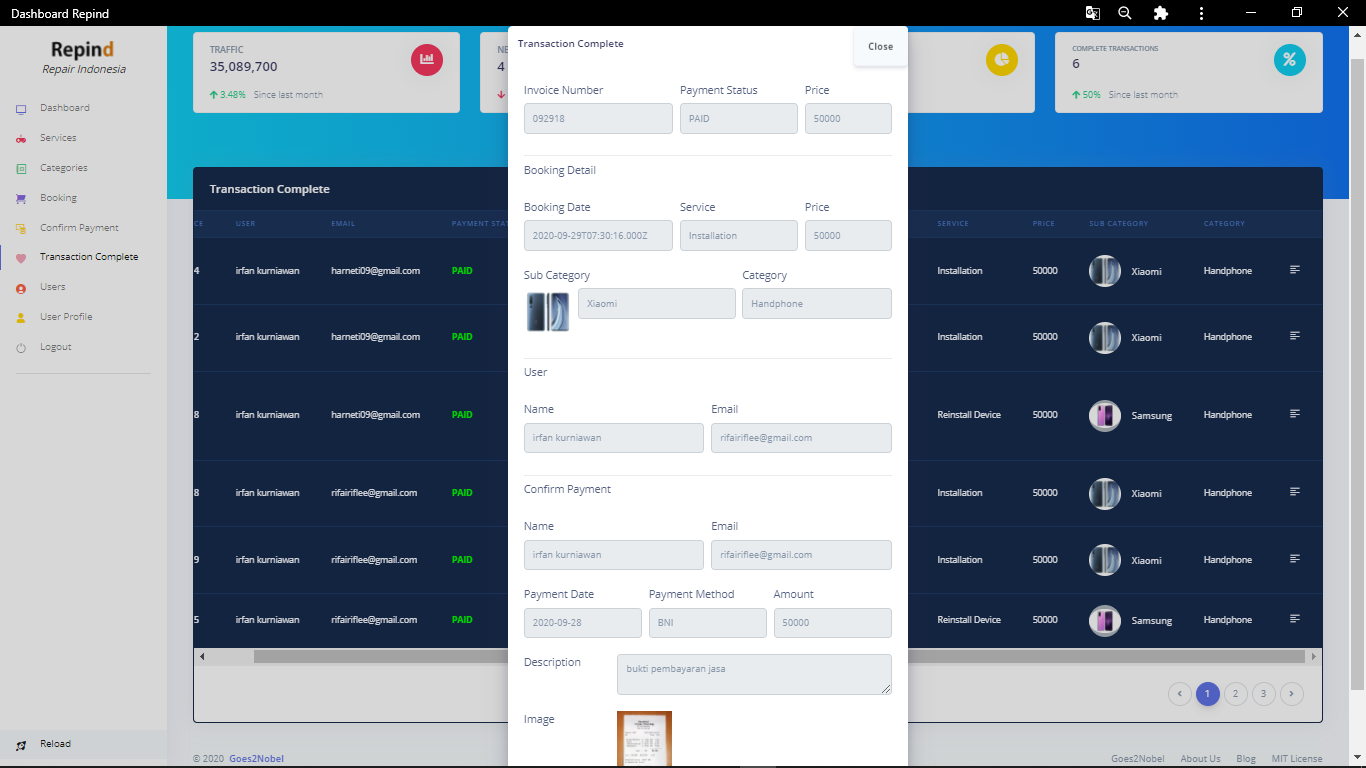 Dashboard Repind
Repind
Repair Indonesia
Dashboard
Services
Categories
Booking
Confirm Payment
Transaction Complete
Users
User Profile
Logout
Reload
TRAFFIC
35,089,700
3.48% Since last month
NE
4
COMPLETE TRANSACTIONS
6
50% Since last month
Transaction Complete
CE USER EMAIL PAYMENT STA SERVICE PRICE SUB CATEGORY CATEGORY
4 irfan kurniawan harneti09@gmail.com PAID Installation 50000 Xiaomi Handphone
2 irfan kurniawan harneti09@gmail.com PAID Installation 50000 Xiaomi Handphone
8 irfan kurniawan harneti09@gmail.com PAID Reinstall Device 50000 Samsung Handphone
8 irfan kurniawan rifairiflee@gmail.com PAID Installation 50000 Xiaomi Handphone
9 irfan kurniawan rifairiflee@gmail.com PAID Installation 50000 Xiaomi Handphone
5 irfan kurniawan rifairiflee@gmail.com PAID Reinstall Device 50000 Samsung Handphone
1 2 3
Transaction Complete
Close
Invoice Number Payment Status Price
092918 PAID 50000
Booking Detail
Booking Date Service Price
2020-09-29T07:30:16.000Z Installation 50000
Sub Category Category
Xiaomi Handphone
User
Name Email
irfan kurniawan rifairiflee@gmail.com
Confirm Payment
Name Email
irfan kurniawan rifairiflee@gmail.com
Payment Date Payment Method Amount
2020-09-28 BNI 50000
Description
bukti pembayaran jasa
Image
© 2020 Goes2Nobel
Goes2Nobel About Us Blog MIT License